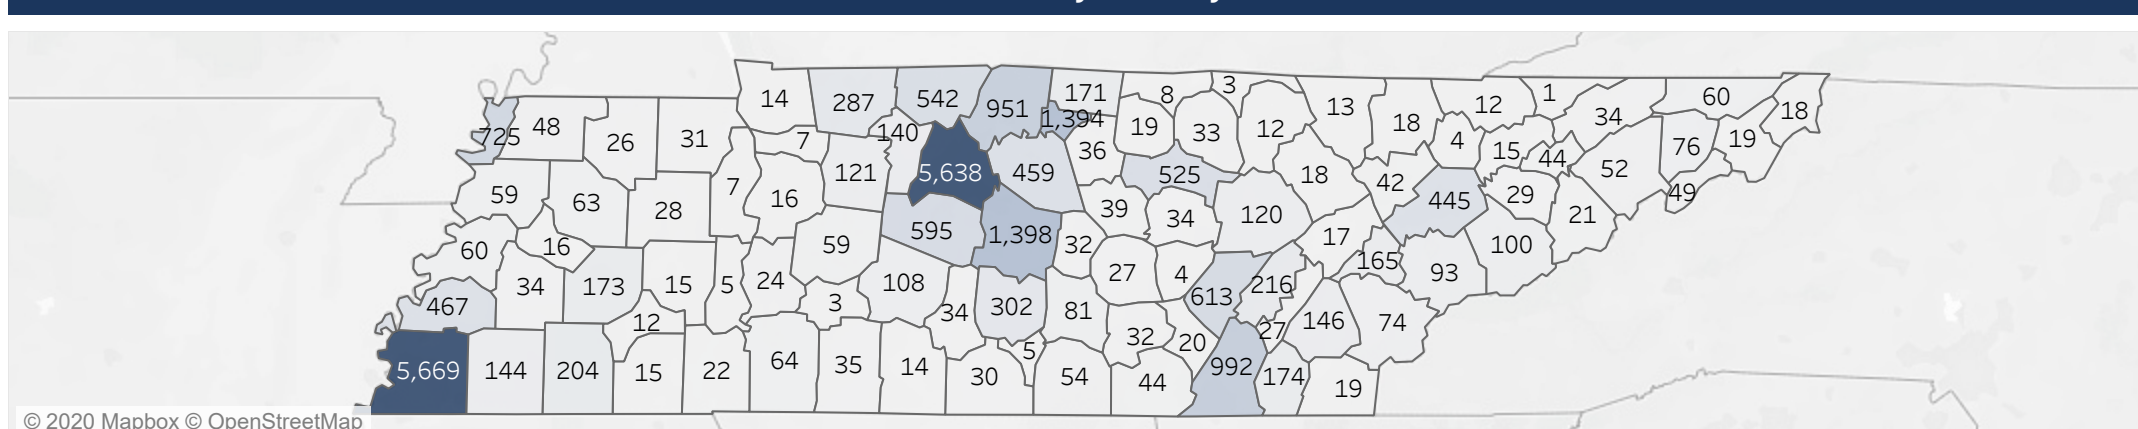 14 287 542 951 171 8 3 13 12 1 34 60 18
725 48 26 31 7 140 1,394 19 33 12 18 4 15 44 76 19
59 63 28 7 16 121 5,638 459 36 525 18 42 445 29 52 49
60 16 59 595 1,398 39 34 120 17 165 100 21
467 34 173 15 5 24 108 32 27 4 613 216 93
12 3 34 302 81 32 20 27 146 74
5,669 144 204 15 22 64 35 14 30 5 54 44 992 174 19
© 2020 Mapbox © OpenStreetMap